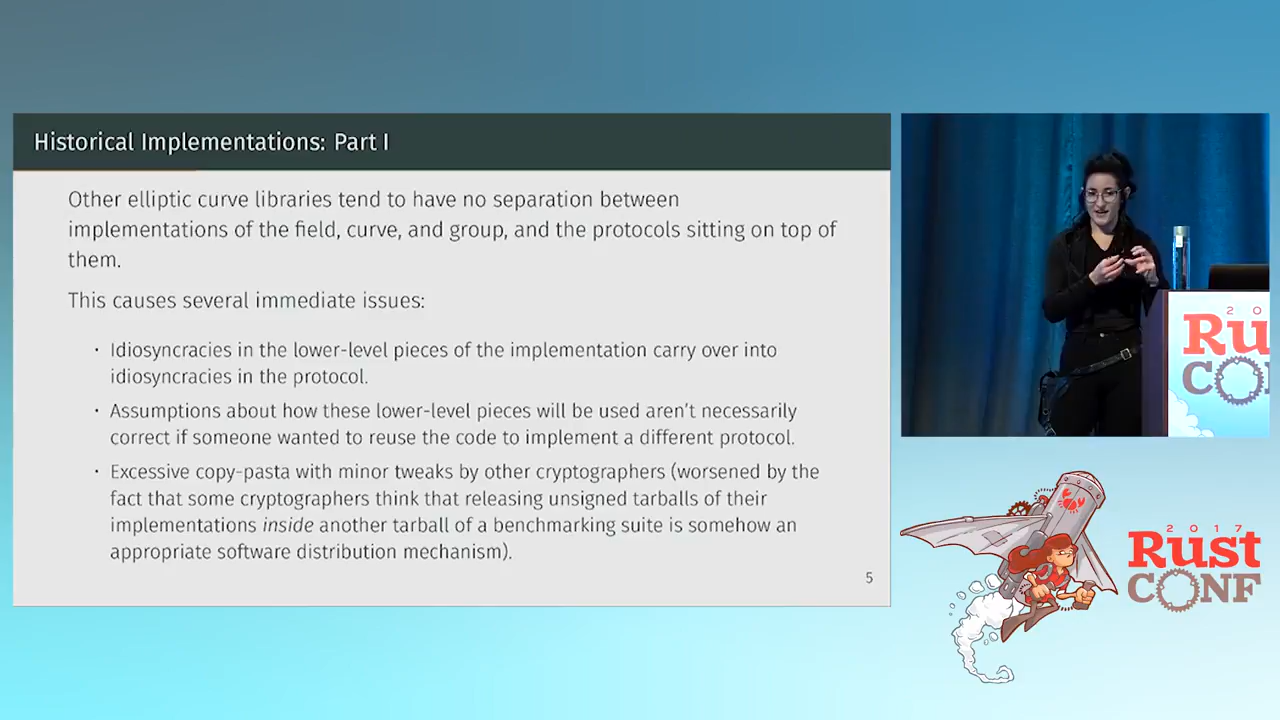 Historical Implementations: Part I
Other elliptic curve libraries tend to have no separation between
implementations of the field, curve, and group, and the protocols sitting on top of
them.
This causes several immediate issues:
· Idiosyncracies in the lower-level pieces of the implementation carry over into
idiosyncracies in the protocol.
· Assumptions about how these lower-level pieces will be used aren't necessarily
correct if someone wanted to reuse the code to implement a different protocol.
· Excessive copy-pasta with minor tweaks by other cryptographers (worsened by the
fact that some cryptographers think that releasing unsigned tarballs of their
implementations inside another tarball of a benchmarking suite is somehow an
appropriate software distribution mechanism).
5
20
Ru
CO
2017
Rust
CONF